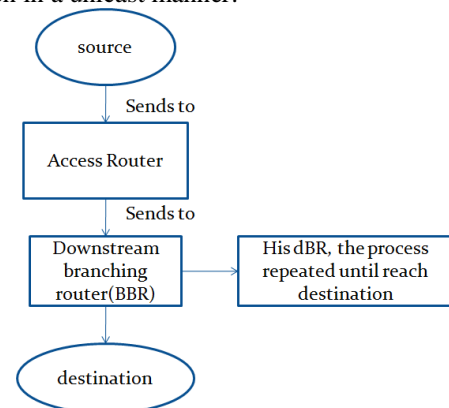 source
Sends to
Access Router
Sends to
Downstream
branching
router(BBR)
His dBR, the process
repeated until reach
destination
destination